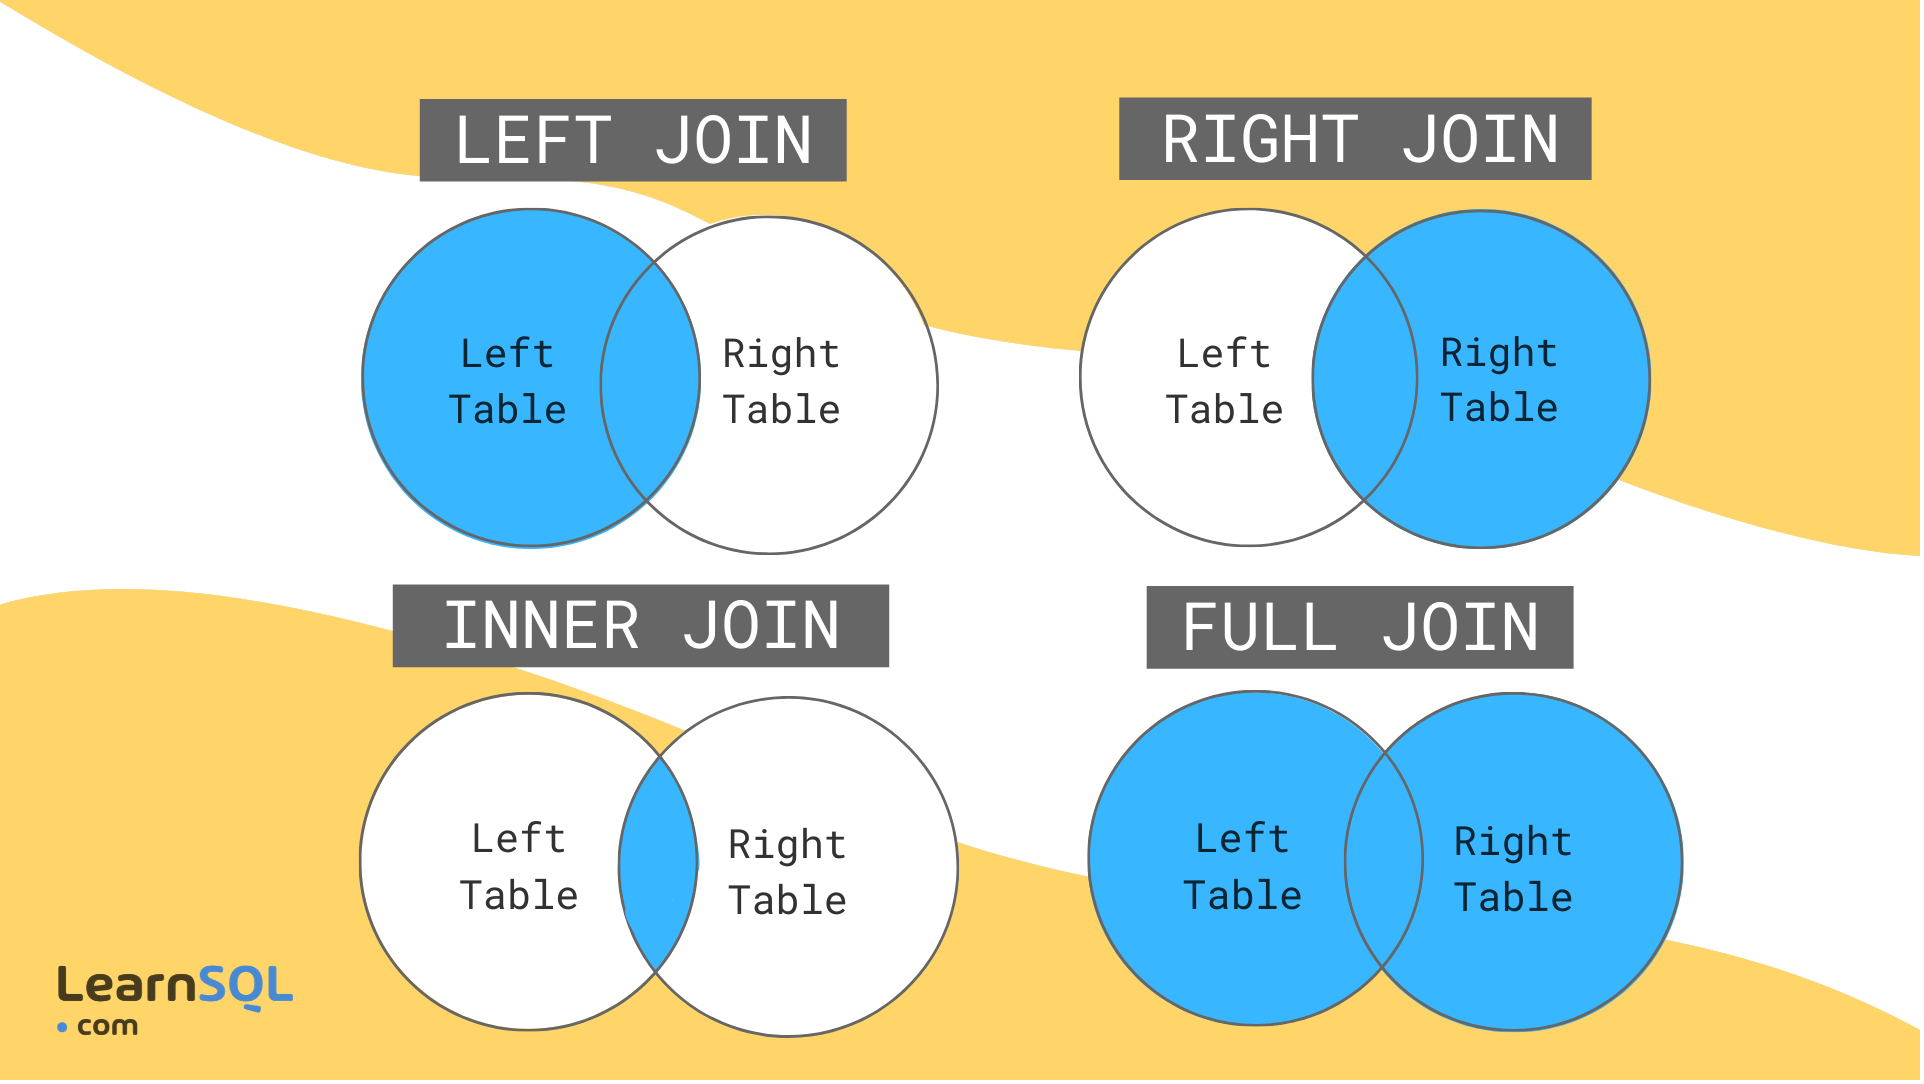 LEFT JOIN
Left
Table
Right
Table
RIGHT JOIN
Left
Table
Right
Table
INNER JOIN
Left
Table
Right
Table
FULL JOIN
Left
Table
Right
Table
LearnSQL
.com